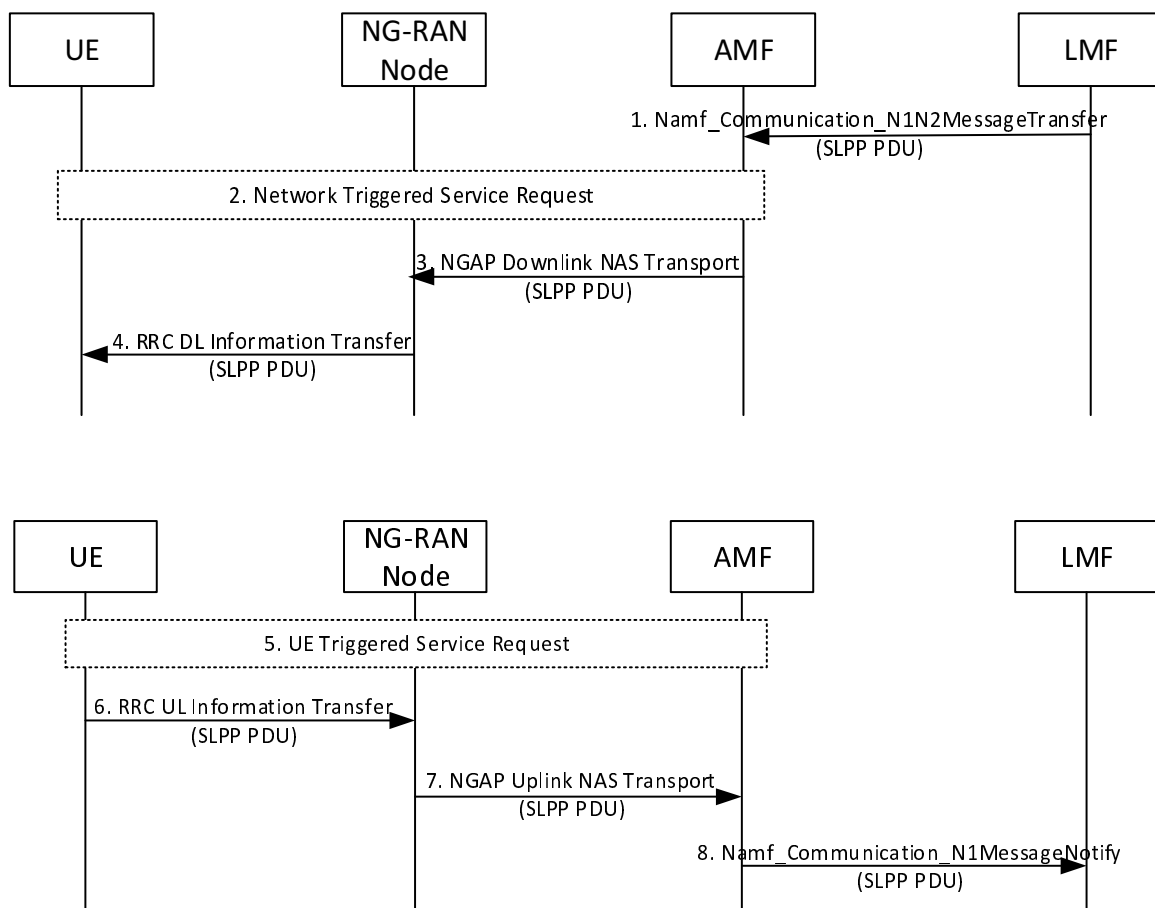 UE
NG-RAN
Node
AMF
LMF
1. Namf_Communication_N1N2MessageTransfer
(SLPP PDU)
2. Network Triggered Service Request
3. NGAP Downlink NAS Transport
(SLPP PDU)
4. RRC DL Information Transfer
(SLPP PDU)
UE
NG-RAN
Node
AMF
LMF
5. UE Triggered Service Request
6. RRC UL Information Transfer
(SLPP PDU)
7. NGAP Uplink NAS Transport
(SLPP PDU)
8. Namf_Communication_N1MessageNotify
(SLPP PDU)